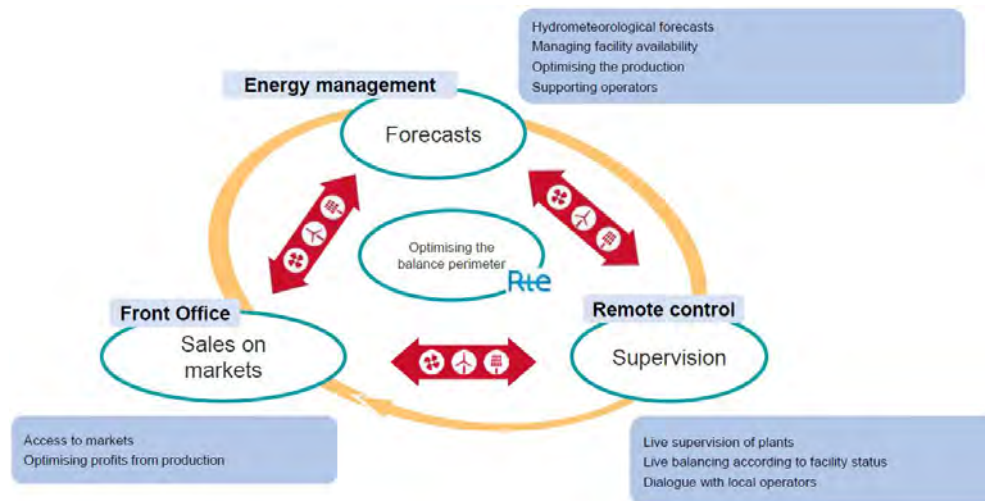 Hydrometeorological forecasts
Managing facility availability
Optimising the production
Supporting operators
Energy management
Forecasts
Optimising the
balance perimeter
Rte
Front Office
Sales on
markets
Remote control
Supervision
Access to markets
Optimising profits from production
Live supervision of plants
Live balancing according to facility status
Dialogue with local operators